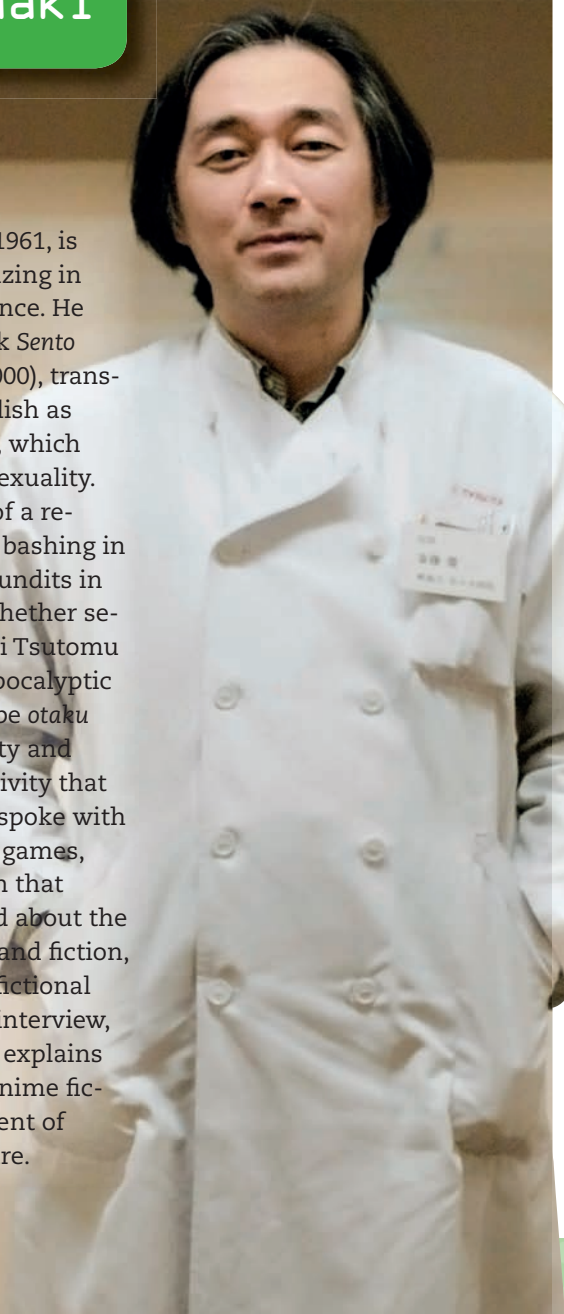 aki
1961, is
zing in
nce. He
k Sento
000), trans-
lish as
, which
exuality.
of a re-
bashing in
undits in
hether se-
i Tsutomu
pocalyptic
be otaku
ty and
ivity that
spoke with
games,
n that
d about the
and fiction,
fictional
interview,
explains
nime fic-
ent of
re.